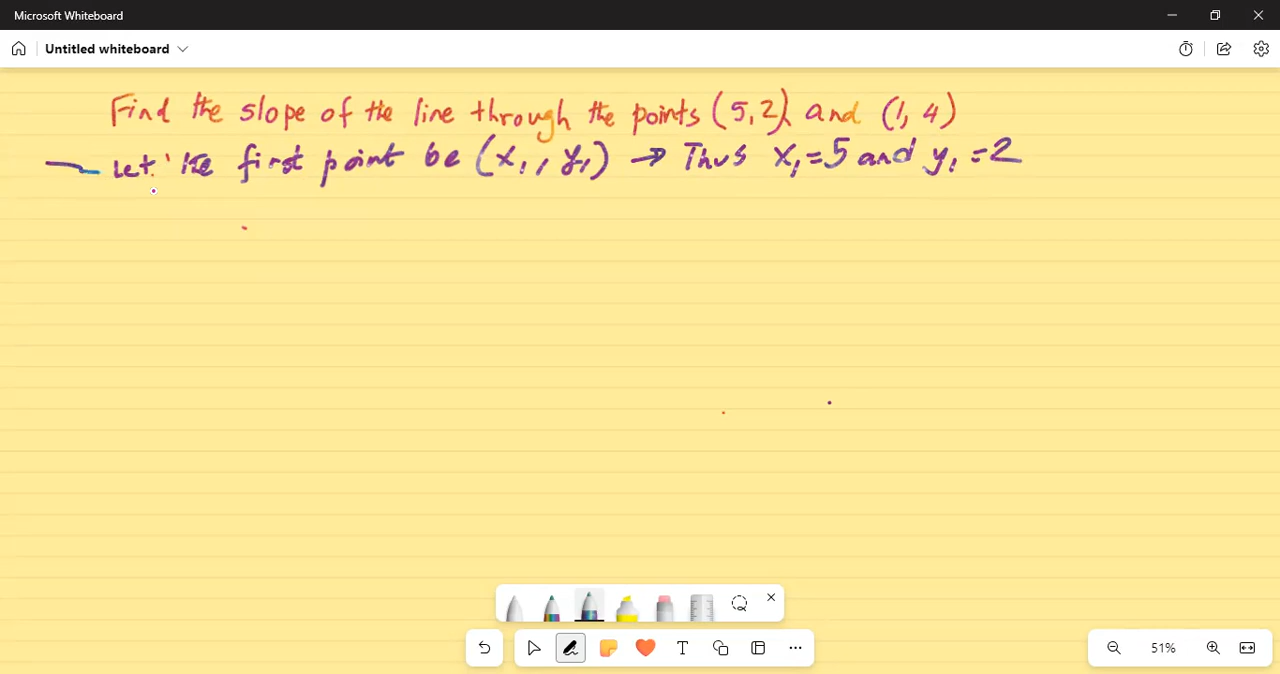 Microsoft Whiteboard
Untitled whiteboard
Find the slope of the line through the points (5,2) and (1,4)
Let the first point be (x₁, y₁) → Thus x₁=5 and y₁=2
51%